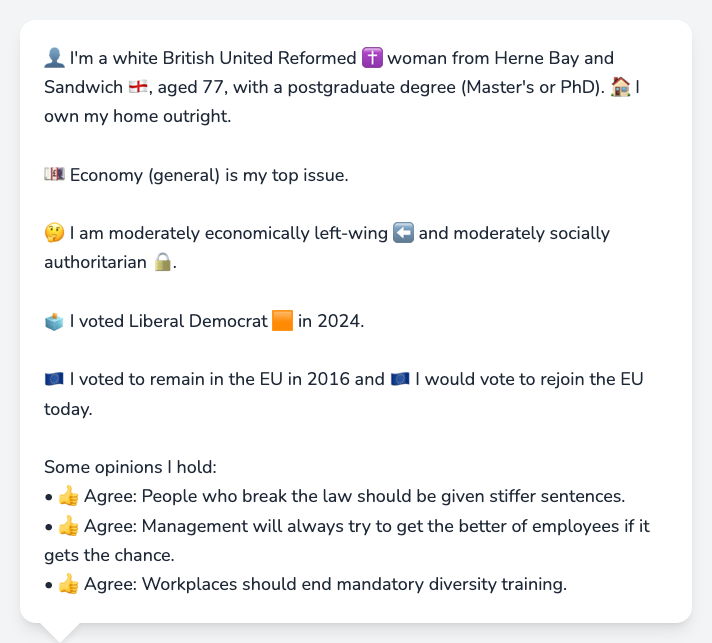 👤 I'm a white British United Reformed ✝️ woman from Herne Bay and
Sandwich 🏴󠁧󠁢󠁥󠁮󠁧󠁿, aged 77, with a postgraduate degree (Master's or PhD). 🏠 I
own my home outright.
💷 Economy (general) is my top issue.
🤔 I am moderately economically left-wing ⬅️ and moderately socially
authoritarian 🔒.
🗳️ I voted Liberal Democrat 🟧 in 2024.
🇪🇺 I voted to remain in the EU in 2016 and 🇪🇺 I would vote to rejoin the EU
today.
Some opinions I hold:
• 👍 Agree: People who break the law should be given stiffer sentences.
• 👍 Agree: Management will always try to get the better of employees if it
gets the chance.
• 👍 Agree: Workplaces should end mandatory diversity training.